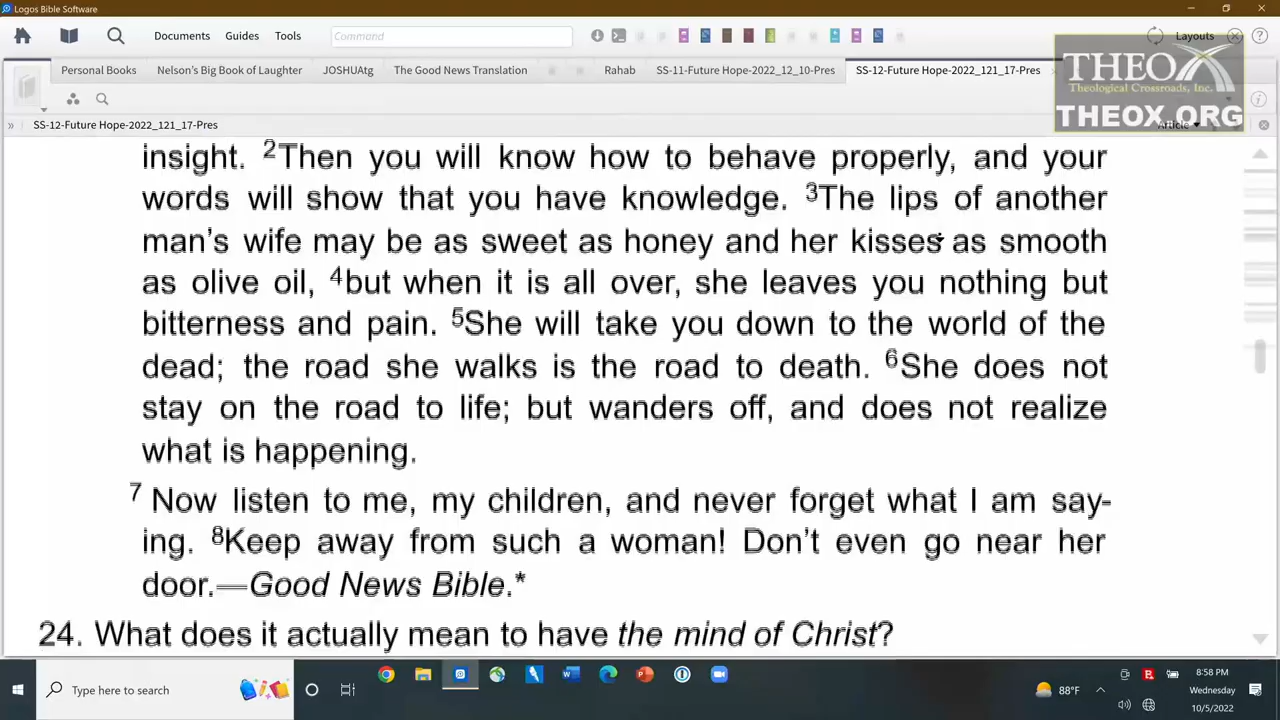 Logos Bible Software
Documents Guides Tools Command Layouts
Personal Books Nelson's Big Book of Laughter JOSHUAtg The GoodNews Translation Rahab SS-11-Future Hope-2022_12_10-Pres SS-12-Future Hope-2022_121_17-Pres
THEOX
Theological Crossroads, Inc.
THEOX.ORG
SS-12-Future Hope-2022_121_17-Pres Article
insight. 2Then you will know how to behave properly, and your
words will show that you have knowledge. 3The lips of another
man's wife may be as sweet as honey and her kisses as smooth
as olive oil, 4but when it is all over, she leaves you nothing but
bitterness and pain. 5She will take you down to the world of the
dead; the road she walks is the road to death. 6She does not
stay on the road to life; but wanders off, and does not realize
what is happening.
7 Now listen to me, my children, and never forget what I am say-
ing. 8Keep away from such a woman! Don't even go near her
door.—Good News Bible.*
24. What does it actually mean to have the mind of Christ?
Type here to search
88°F
8:58 PM
Wednesday
10/5/2022